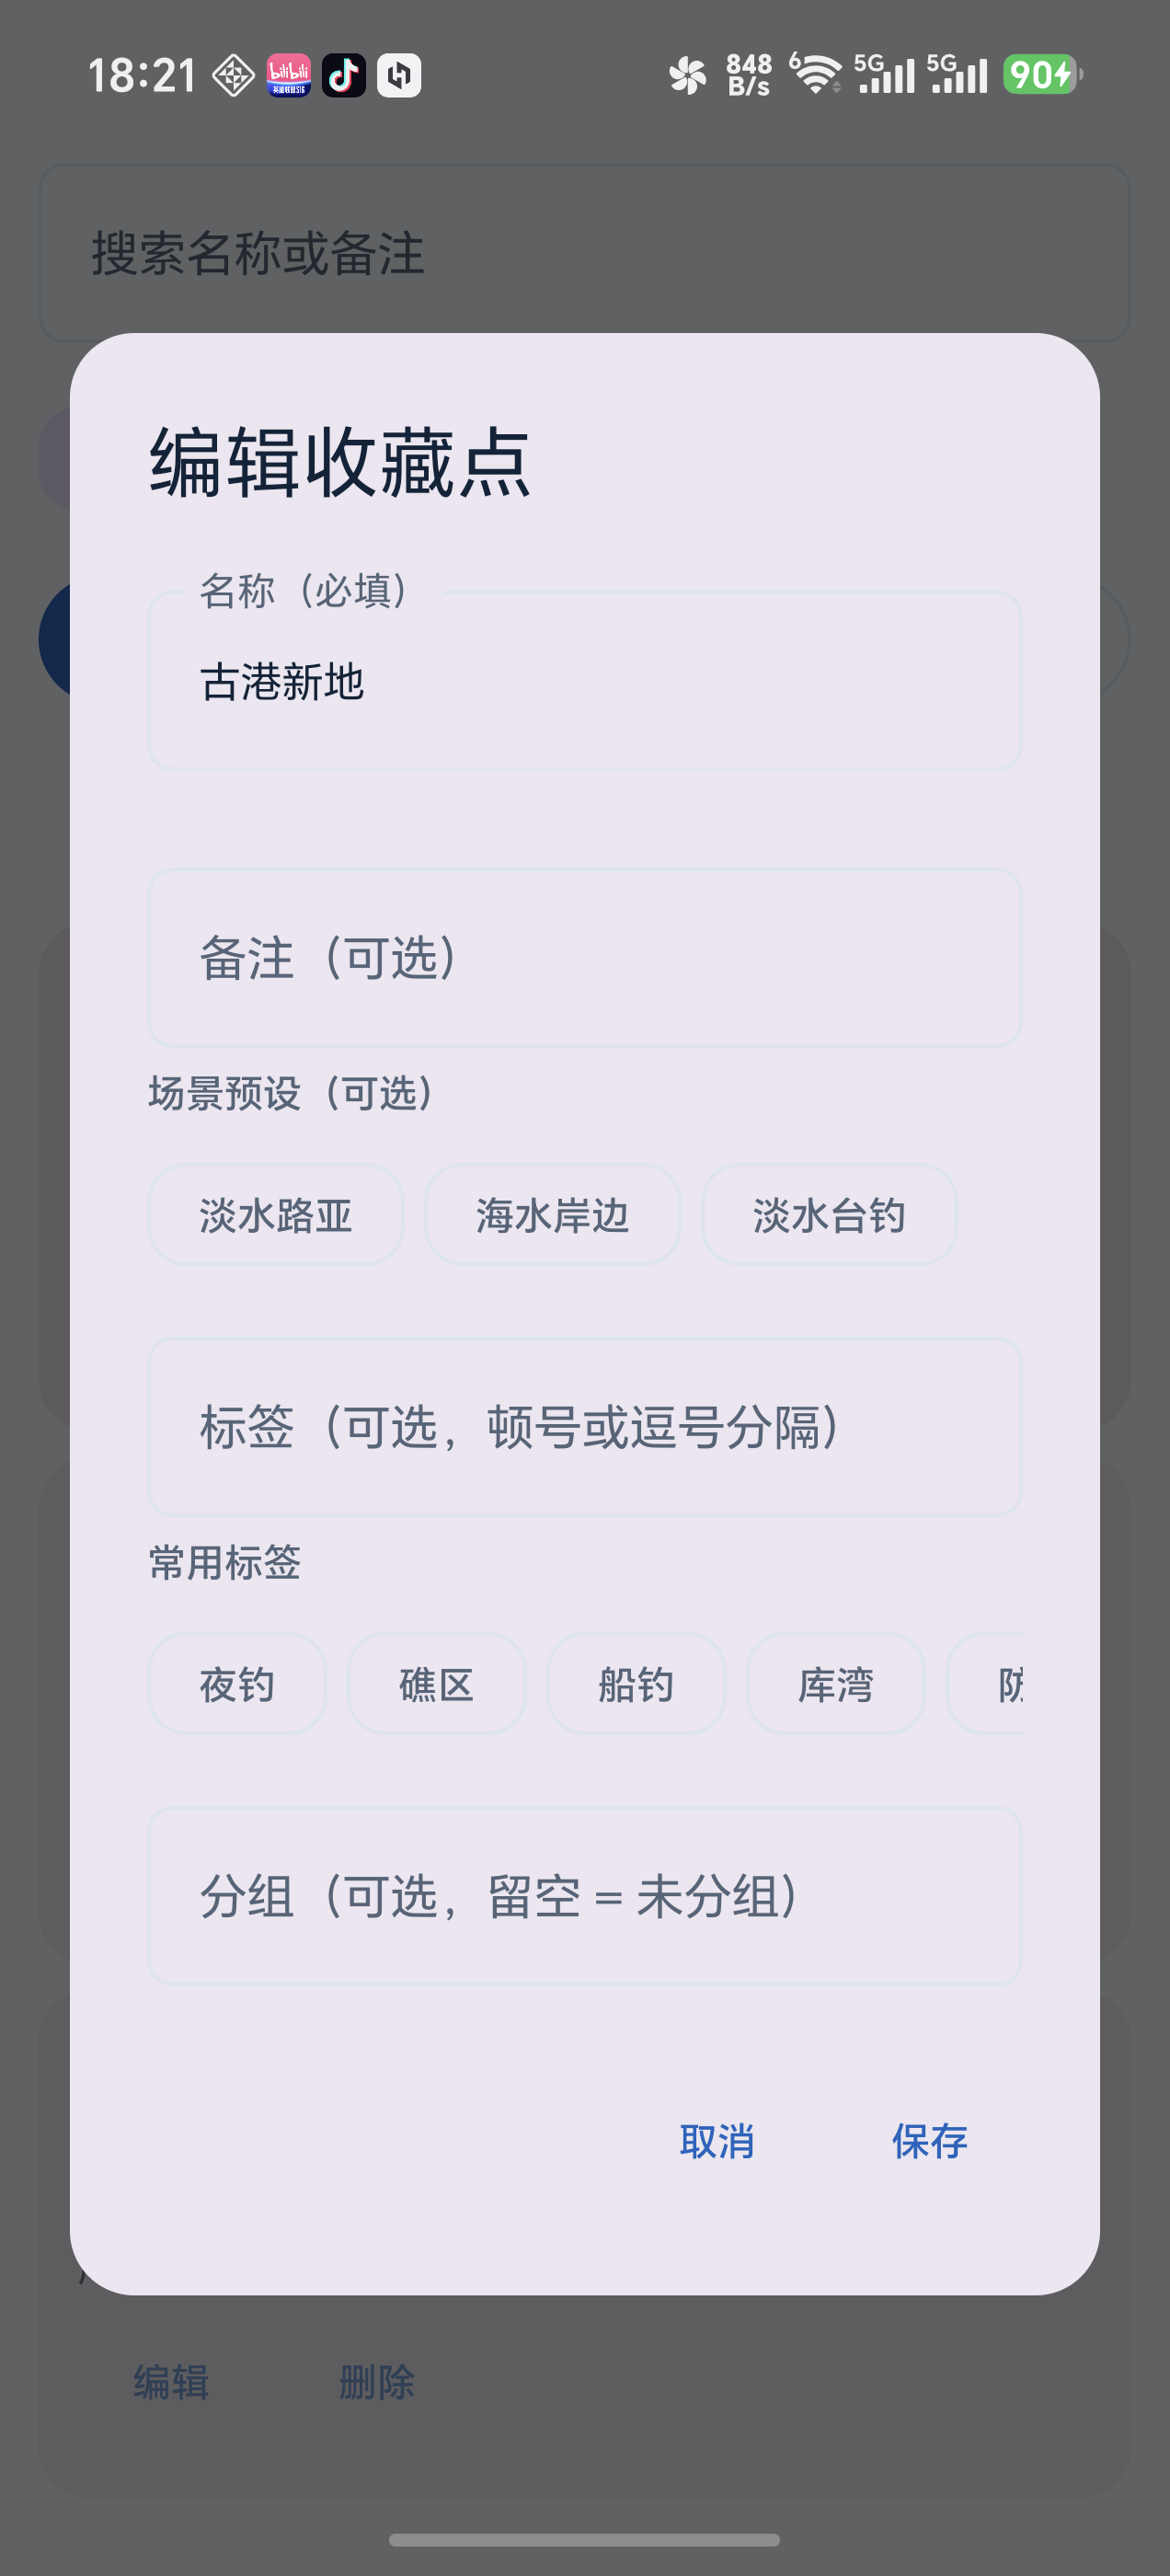 18:21
bilibili
848
B/s
6
5G
5G
90
搜索名称或备注
编辑收藏点
名称（必填）
古港新地
备注（可选）
场景预设（可选）
淡水路亚 海水岸边 淡水台钓
标签（可选，顿号或逗号分隔）
常用标签
夜钓 礁区 船钓 库湾
分组（可选，留空 = 未分组）
取消 保存
编辑 删除